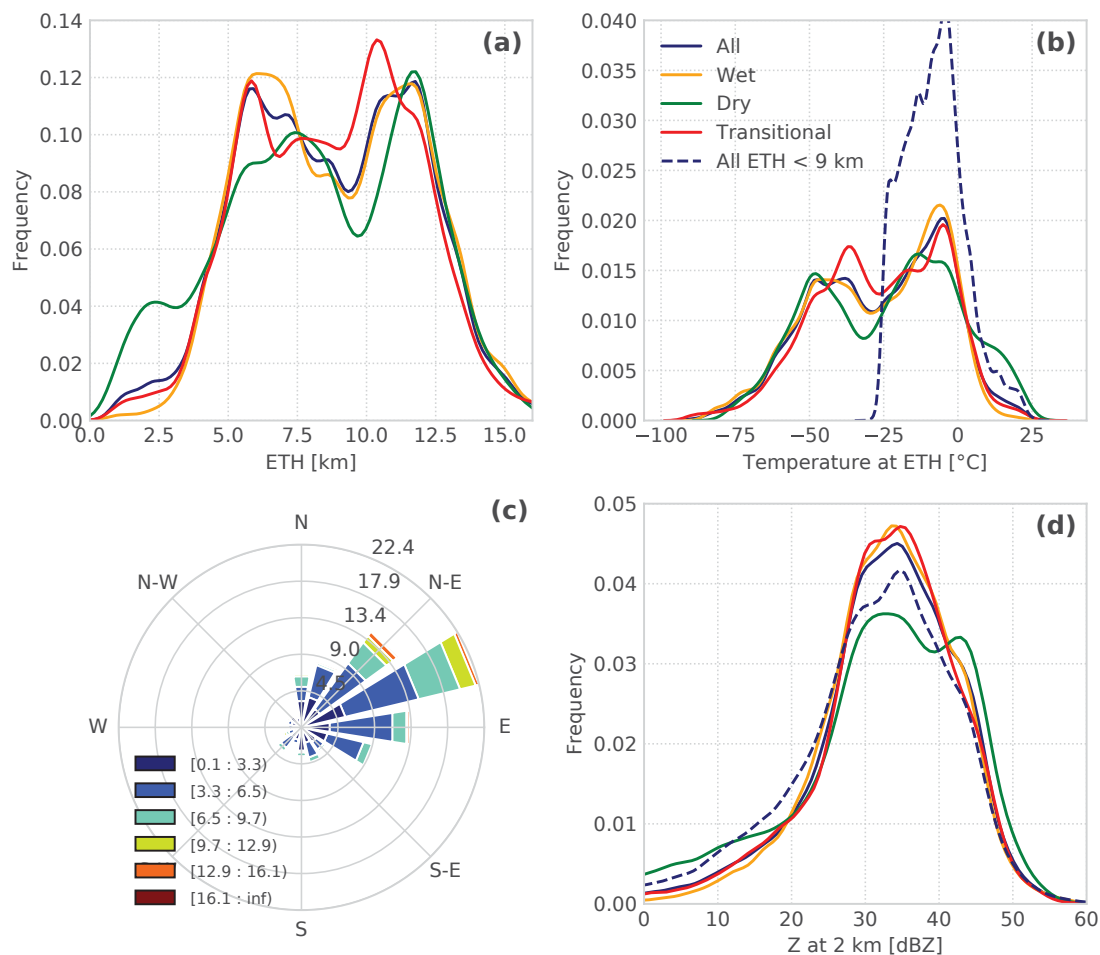 (a)
0.14
0.12
0.10
0.08
0.06
0.04
0.02
0.00
Frequency
0.0
2.5
5.0
7.5
10.0
12.5
15.0
ETH [km]
(b)
0.040
0.035
0.030
0.025
0.020
0.015
0.010
0.005
0.000
Frequency
All
Wet
Dry
Transitional
All ETH < 9 km
−100
−75
−50
−25
0
25
Temperature at ETH [°C]
(c)
N
N-W
N-E
W
E
S-E
S
22.4
17.9
13.4
9.0
4.5
[0.1 : 3.3)
[3.3 : 6.5)
[6.5 : 9.7)
[9.7 : 12.9)
[12.9 : 16.1)
[16.1 : inf)
(d)
0.05
0.04
0.03
0.02
0.01
0.00
Frequency
0
10
20
30
40
50
60
Z at 2 km [dBZ]